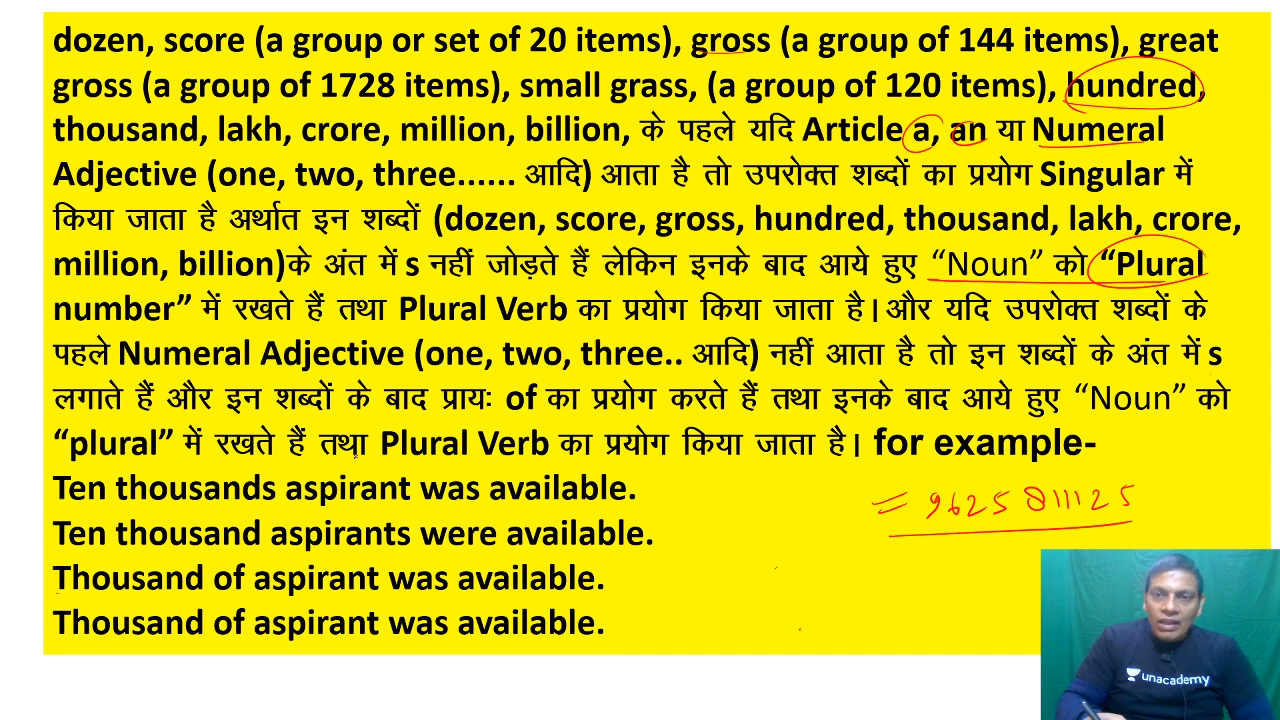 dozen, score (a group or set of 20 items), gross (a group of 144 items), great
gross (a group of 1728 items), small grass, (a group of 120 items), hundred,
thousand, lakh, crore, million, billion, के पहले यदि Article a, an या Numeral
Adjective (one, two, three...... आदि) आता है तो उपरोक्त शब्दों का प्रयोग Singular में
किया जाता है अर्थात इन शब्दों (dozen, score, gross, hundred, thousand, lakh, crore,
million, billion)के अंत में s नहीं जोड़ते हैं लेकिन इनके बाद आये हुए “Noun” को “Plural
number” में रखते हैं तथा Plural Verb का प्रयोग किया जाता है। और यदि उपरोक्त शब्दों के
पहले Numeral Adjective (one, two, three.. आदि) नहीं आता है तो इन शब्दों के अंत में s
लगाते हैं और इन शब्दों के बाद प्रायः of का प्रयोग करते हैं तथा इनके बाद आये हुए “Noun” को
“plural” में रखते हैं तथा Plural Verb का प्रयोग किया जाता है। for example-
Ten thousands aspirant was available.
= 9625811125
Ten thousand aspirants were available.
Thousand of aspirant was available.
Thousand of aspirant was available.
unacademy